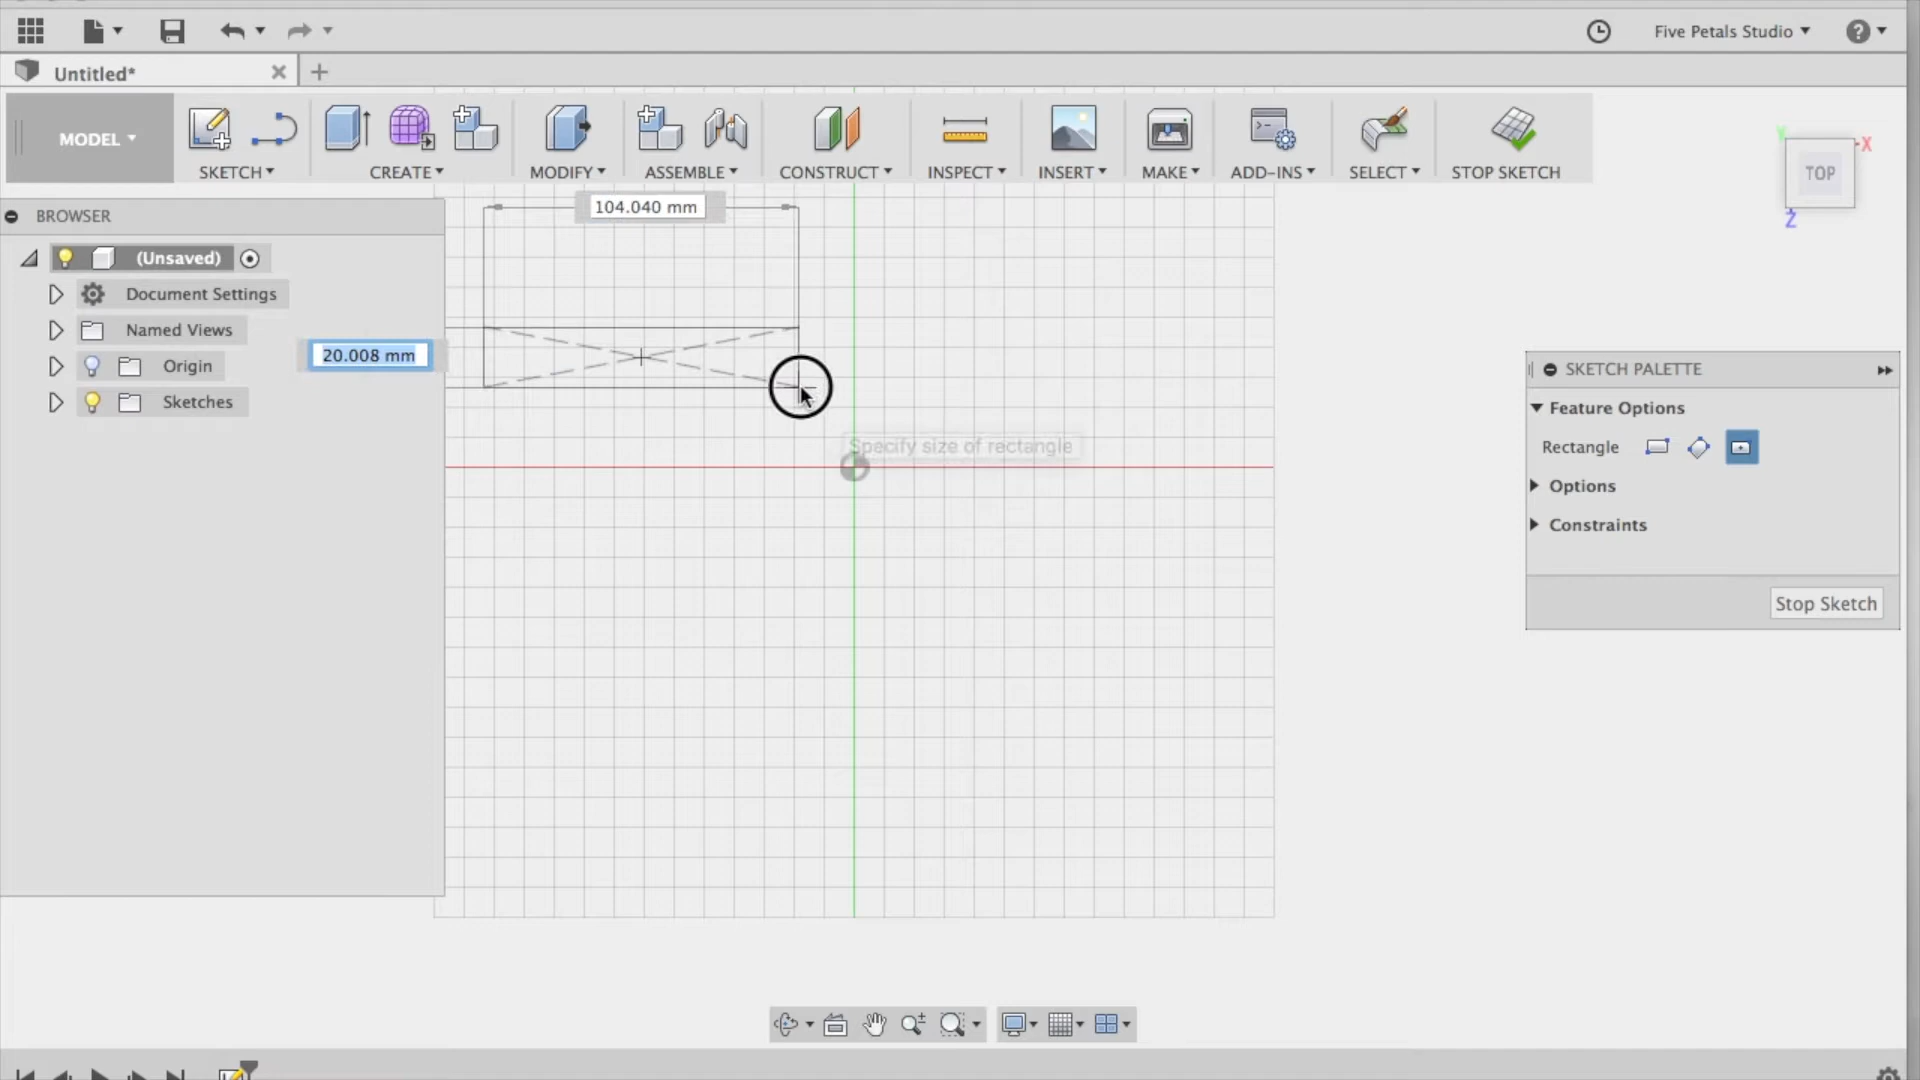 Five Petals Studio
Untitled*
MODEL
SKETCH
CREATE
MODIFY
ASSEMBLE
CONSTRUCT
INSPECT
INSERT
MAKE
ADD-INS
SELECT
STOP SKETCH
Y
X
TOP
Z
104.040 mm
BROWSER
(Unsaved)
Document Settings
Named Views
20.008 mm
Origin
Sketches
Specify size of rectangle
SKETCH PALETTE
Feature Options
Rectangle
Options
Constraints
Stop Sketch